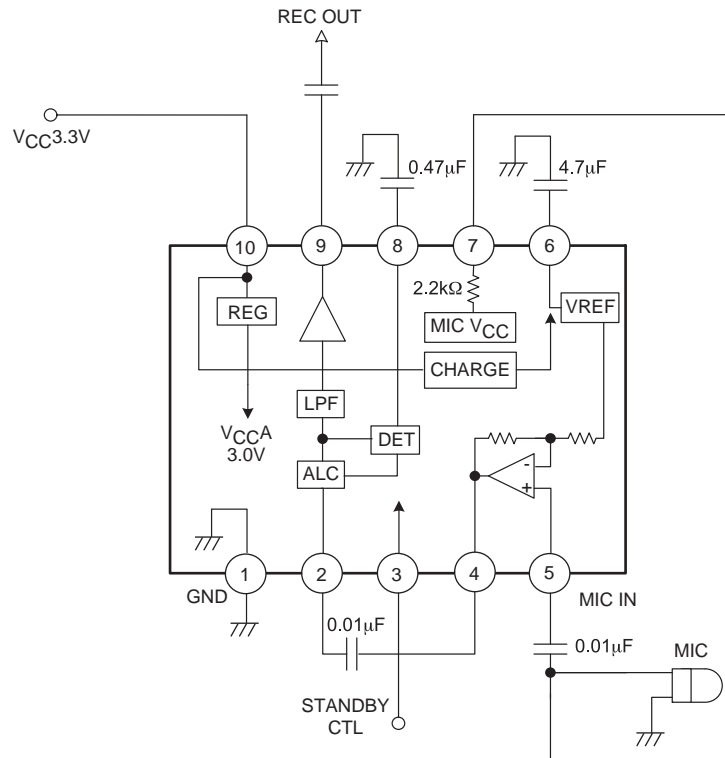 REC OUT
VCC3.3V
0.47μF
4.7μF
10
9
8
7
6
2.2kΩ
REG
MIC VCC
VREF
CHARGE
LPF
VCCA
3.0V
DET
ALC
-
+
1
2
3
4
5
GND
MIC IN
0.01μF
0.01μF
MIC
STANDBY
CTL